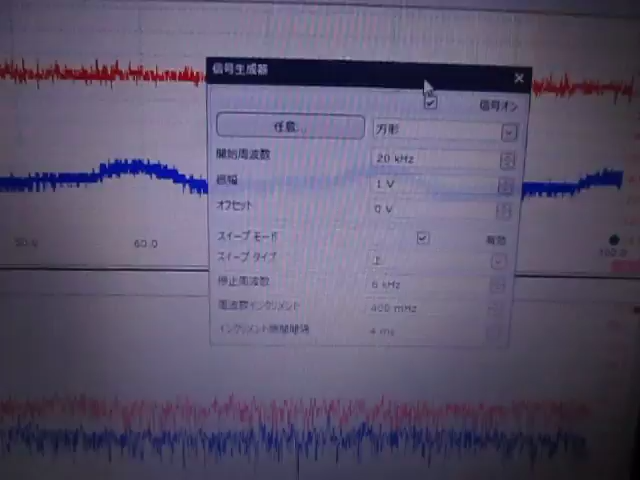 信号生成器
信号オン
任意... 方形
開始周波数 20 kHz
振幅 1 V
オフセット 0 V
スイープ モード 有効
スイープ タイプ 上
停止周波数 6 kHz
周波数インクリメント 400 mHz
インクリメント時間間隔 4 ms
50.0 60.0 100.0